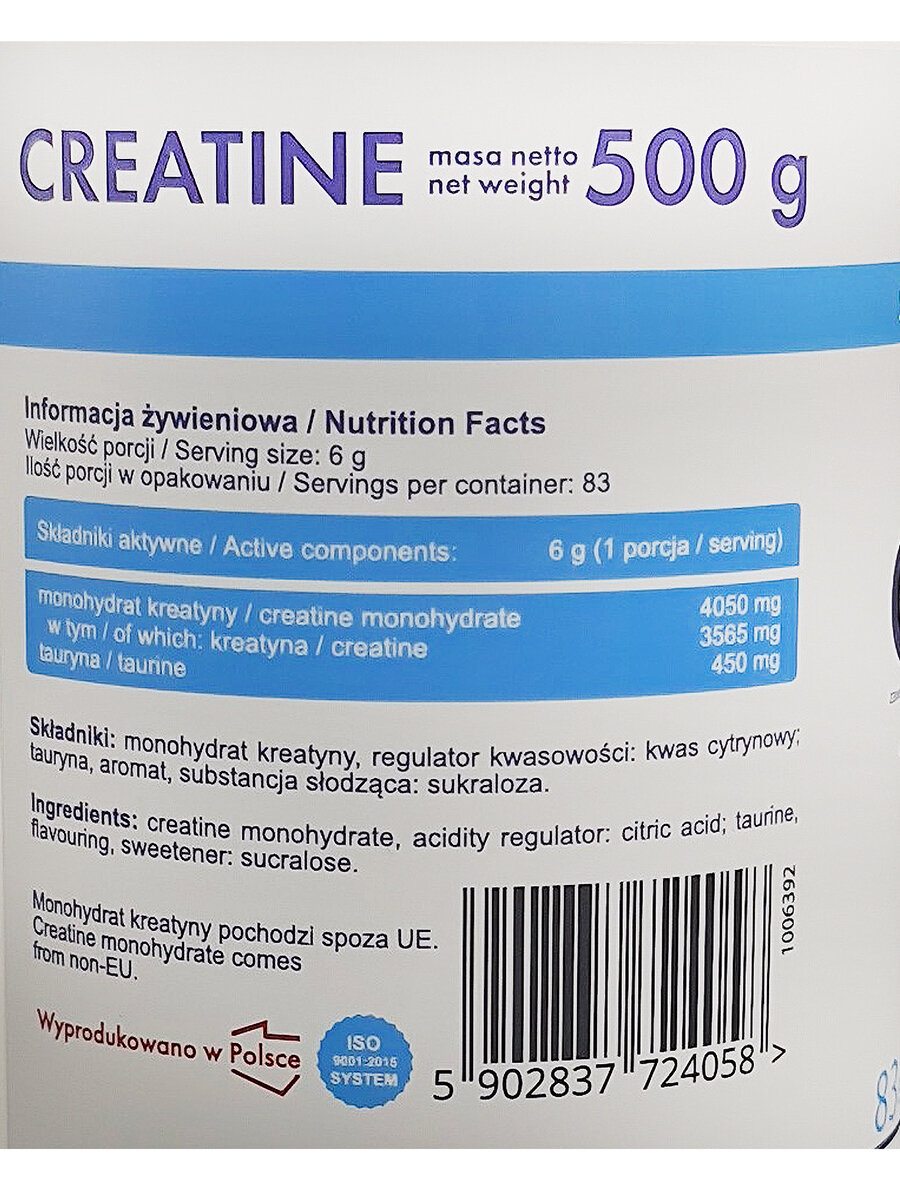 CREATINE masa netto 500 g
net weight
Informacja żywieniowa / Nutrition Facts
Wielkość porcji / Serving size: 6 g
Ilość porcji w opakowaniu / Servings per container: 83
Składniki aktywne / Active components: 6 g (1 porcja / serving)
monohydrat kreatyny / creatine monohydrate 4050 mg
w tym / of which: kreatyna / creatine 3565 mg
tauryna / taurine 450 mg
Składniki: monohydrat kreatyny, regulator kwasowości: kwas cytrynowy;
tauryna, aromat, substancja słodząca: sukraloza.
Ingredients: creatine monohydrate, acidity regulator: citric acid; taurine,
flavouring, sweetener: sucralose.
Monohydrat kreatyny pochodzi spoza UE.
Creatine monohydrate comes
from non-EU.
Wyprodukowano w Polsce
ISO
9001:2015
SYSTEM
1006392
5 902837 724058 >
83